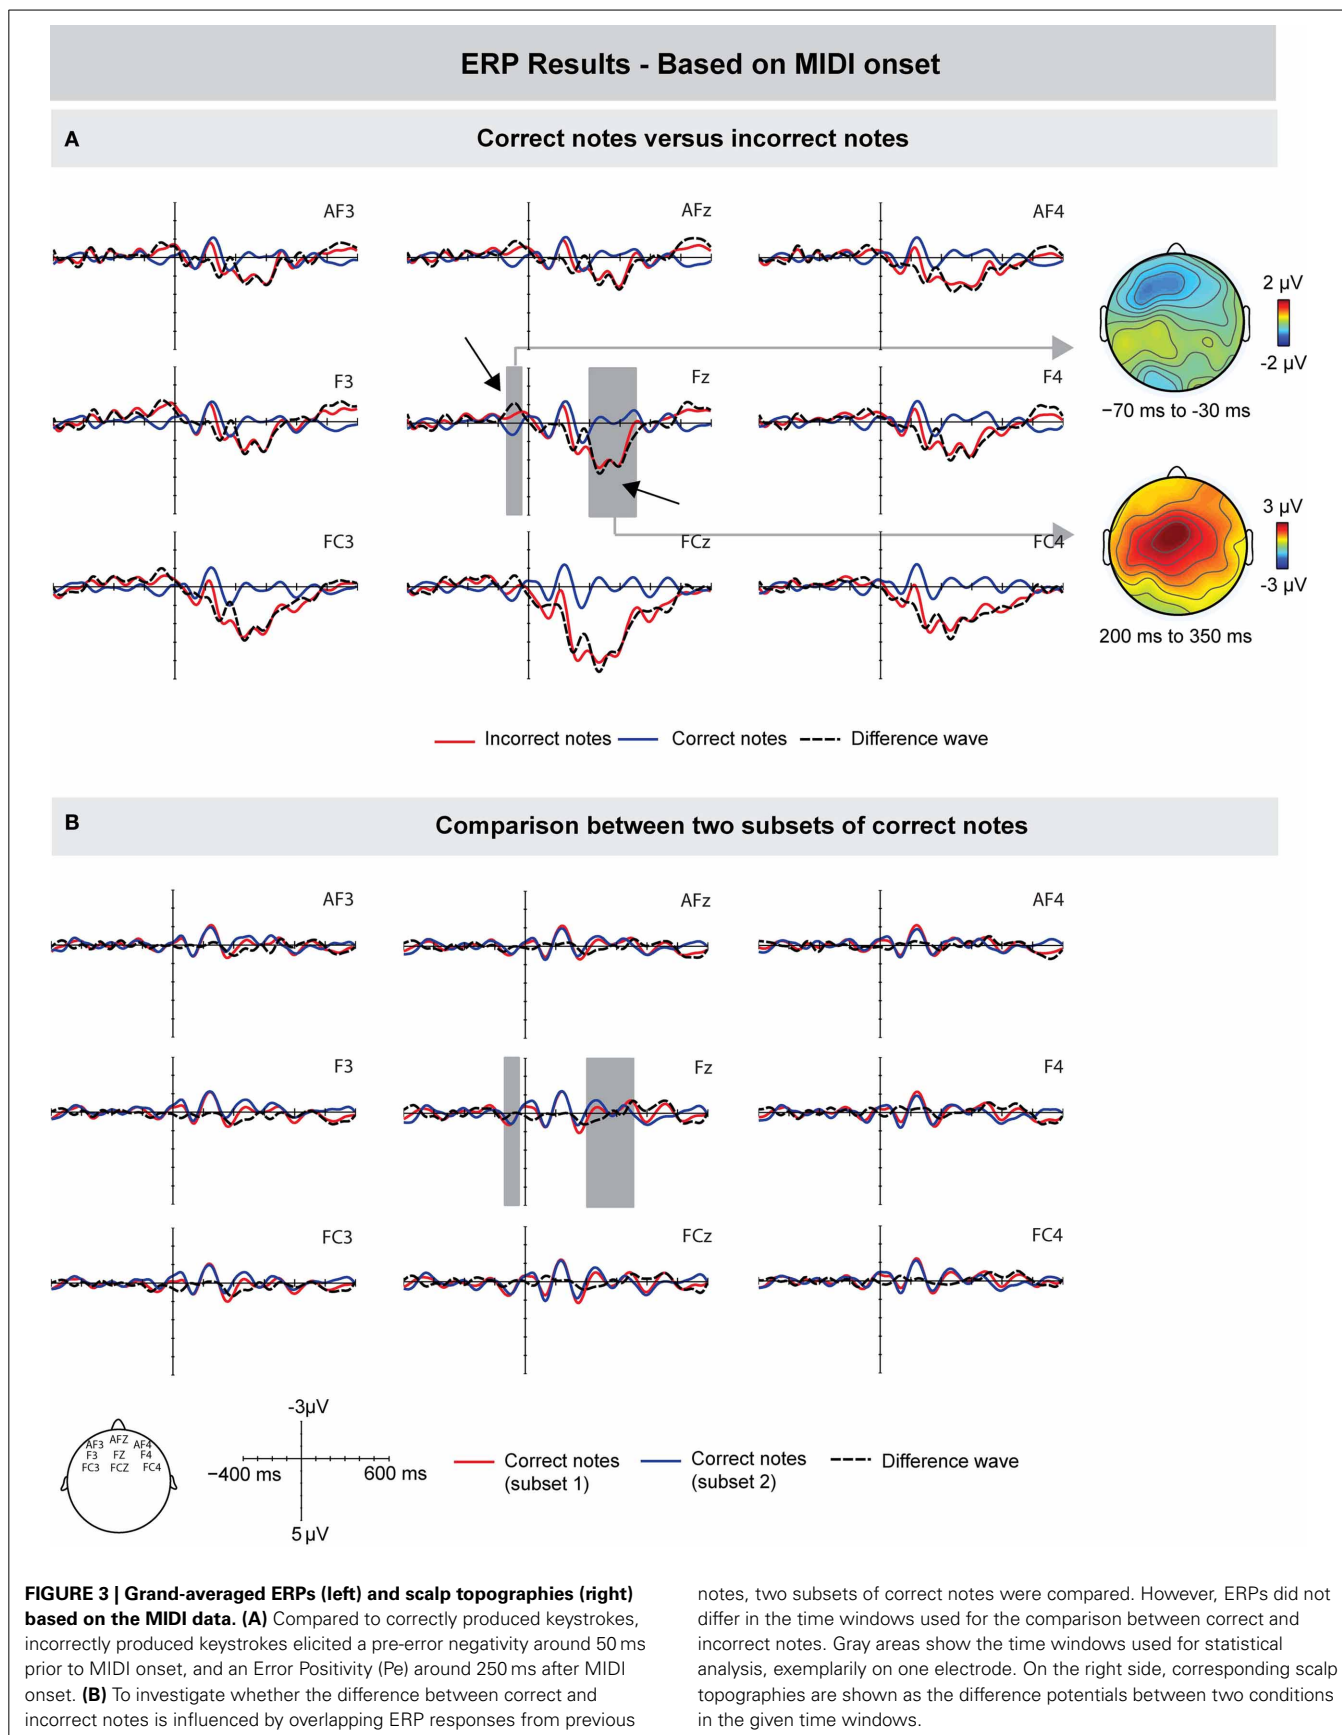 ERP Results - Based on MIDI onset
A
Correct notes versus incorrect notes
AF3
AFz
AF4
2 µV
-2 µV
−70 ms to -30 ms
F3
Fz
F4
3 µV
-3 µV
200 ms to 350 ms
FC3
FCz
FC4
Incorrect notes
Correct notes
Difference wave
B
Comparison between two subsets of correct notes
AF3
AFz
AF4
F3
Fz
F4
FC3
FCz
FC4
AF3 AFZ AF4
F3 FZ F4
FC3 FCZ FC4
-3µV
−400 ms
600 ms
5 µV
Correct notes
(subset 1)
Correct notes
(subset 2)
Difference wave
FIGURE 3 | Grand-averaged ERPs (left) and scalp topographies (right)
based on the MIDI data. (A) Compared to correctly produced keystrokes,
incorrectly produced keystrokes elicited a pre-error negativity around 50 ms
prior to MIDI onset, and an Error Positivity (Pe) around 250 ms after MIDI
onset. (B) To investigate whether the difference between correct and
incorrect notes is influenced by overlapping ERP responses from previous
notes, two subsets of correct notes were compared. However, ERPs did not
differ in the time windows used for the comparison between correct and
incorrect notes. Gray areas show the time windows used for statistical
analysis, exemplarily on one electrode. On the right side, corresponding scalp
topographies are shown as the difference potentials between two conditions
in the given time windows.